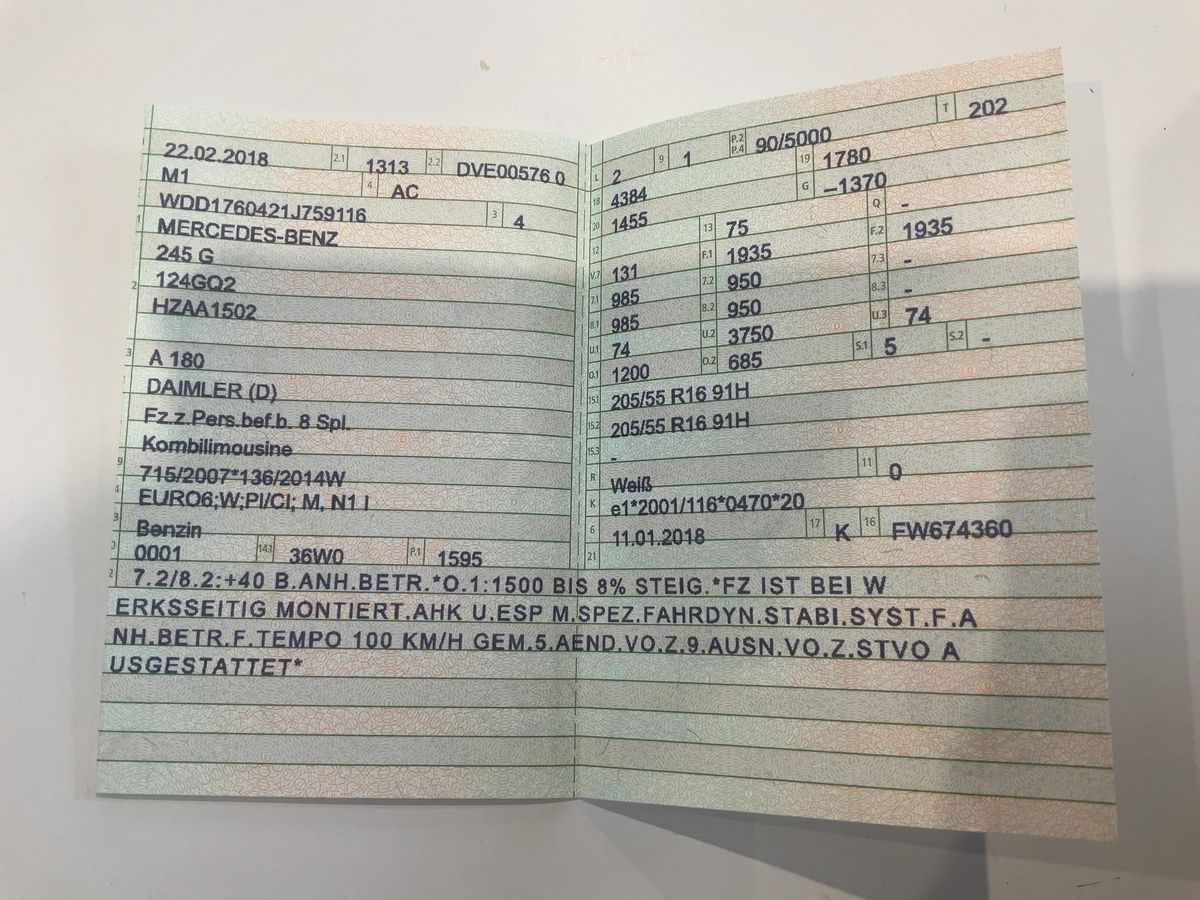 22.02.2018 2.1 1313 2.2 DVE00576 0
M1 4 AC
WDD1760421J759116 3 4
MERCEDES-BENZ
245 G
124GQ2
HZAA1502
A 180
DAIMLER (D)
Fz.z.Pers.bef.b. 8 Spl.
Kombilimousine
715/2007*136/2014W
EURO6;W;PI/CI; M, N1 I
Benzin
0001 14.1 36W0 P.1 1595
L 2 9 1 P.2 P.4 90/5000 T 202
18 4384 19 1780
20 1455 G –1370
12 13 75 Q -
V.7 131 F.1 1935 F.2 1935
7.1 985 7.2 950 7.3 -
8.1 985 8.2 950 8.3 -
U.1 74 U.2 3750 U.3 74
O.1 1200 O.2 685 S.1 5 S.2 -
15.1 205/55 R16 91H
15.2 205/55 R16 91H
15.3 -
R Weiß 11 0
K e1*2001/116*0470*20
6 11.01.2018 17 K 16 FW674360
21
7.2/8.2:+40 B.ANH.BETR.*O.1:1500 BIS 8% STEIG.*FZ IST BEI W
ERKSSEITIG MONTIERT.AHK U.ESP M.SPEZ.FAHRDYN.STABI.SYST.F.A
NH.BETR.F.TEMPO 100 KM/H GEM.5.AEND.VO.Z.9.AUSN.VO.Z.STVO A
USGESTATTET*